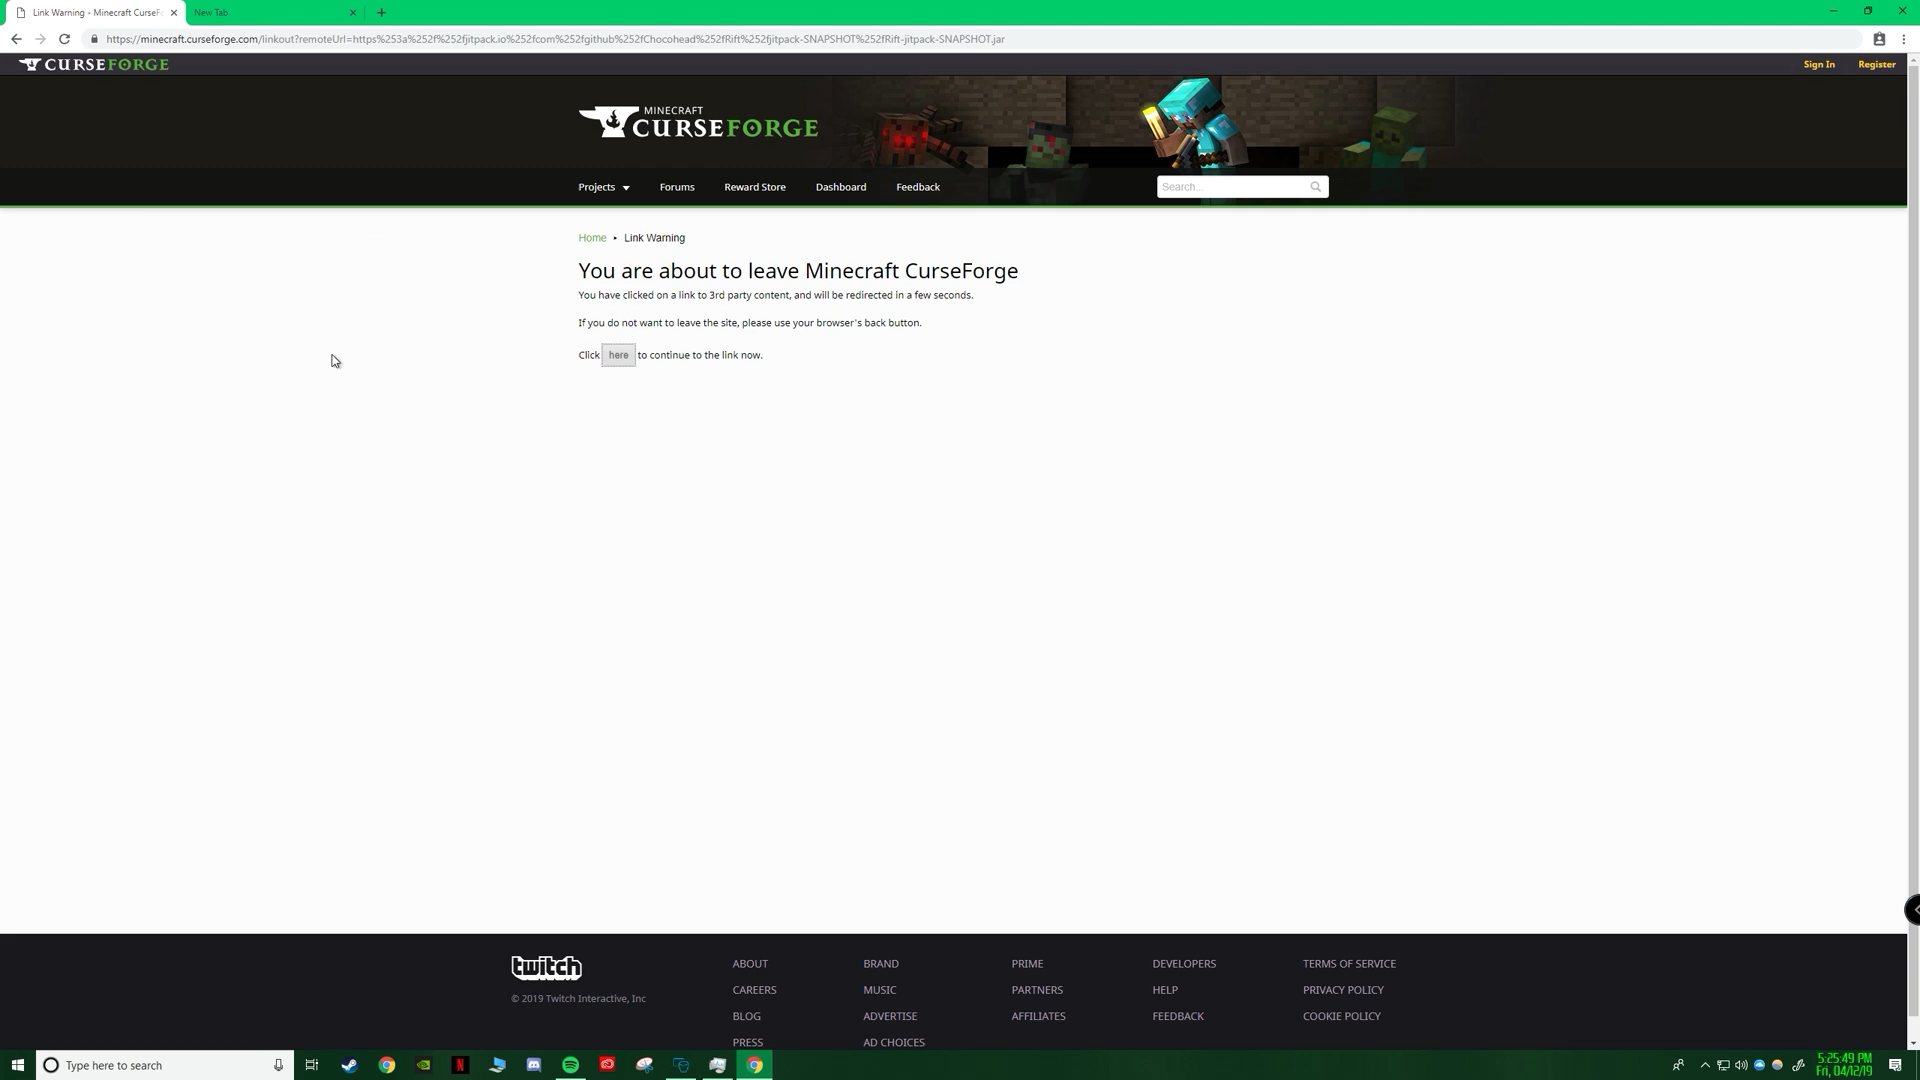 Link Warning - Minecraft CurseFo
New Tab
https://minecraft.curseforge.com/linkout?remoteUrl=https%253a%252f%252fjitpack.io%252fcom%252fgithub%252fChocohead%252fRift%252fjitpack-SNAPSHOT%252fRift-jitpack-SNAPSHOT.jar
CURSEFORGE
Sign In
Register
MINECRAFT
CURSEFORGE
Projects
Forums
Reward Store
Dashboard
Feedback
Search...
Home
Link Warning
You are about to leave Minecraft CurseForge
You have clicked on a link to 3rd party content, and will be redirected in a few seconds.
If you do not want to leave the site, please use your browser's back button.
Click here to continue to the link now.
twitch
© 2019 Twitch Interactive, Inc
ABOUT
CAREERS
BLOG
PRESS
BRAND
MUSIC
ADVERTISE
AD CHOICES
PRIME
PARTNERS
AFFILIATES
DEVELOPERS
HELP
FEEDBACK
TERMS OF SERVICE
PRIVACY POLICY
COOKIE POLICY
Type here to search
5:25:49 PM
Fri, 04/12/19